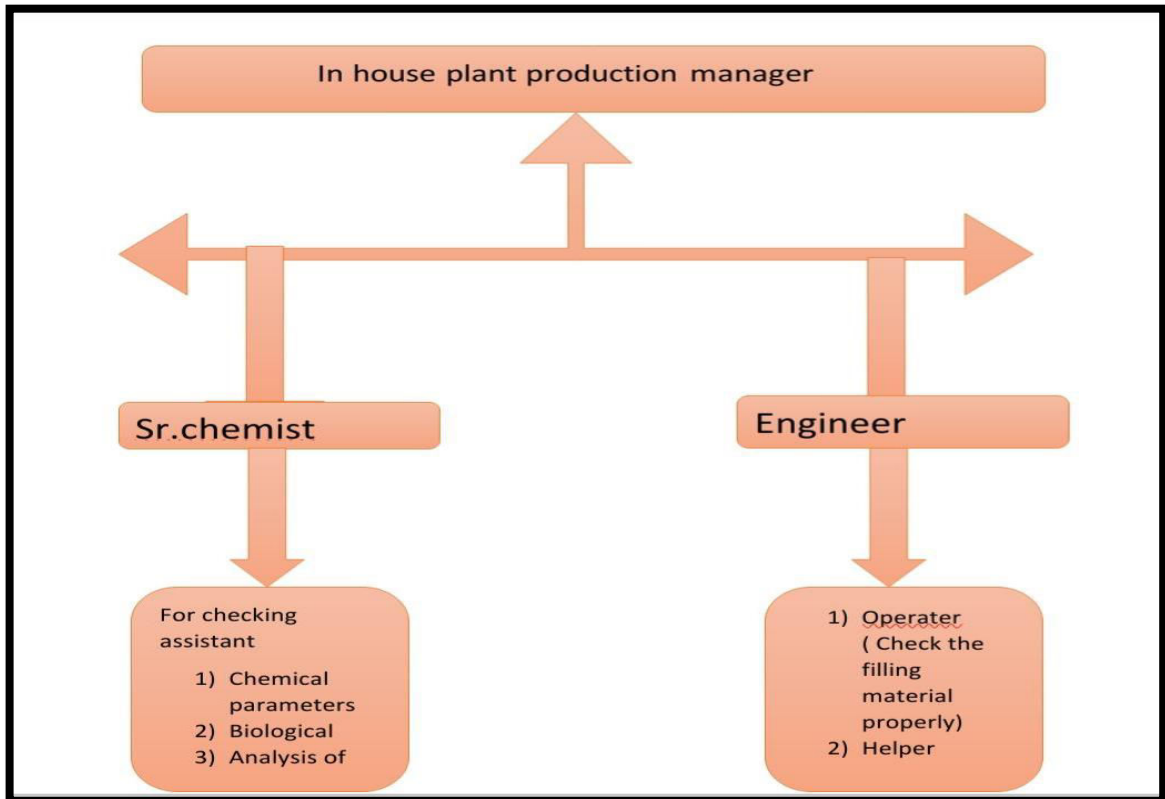 In house plant production manager
Sr.chemist
Engineer
For checking
assistant
1) Chemical
parameters
2) Biological
3) Analysis of
1) Operater
( Check the
filling
material
properly)
2) Helper